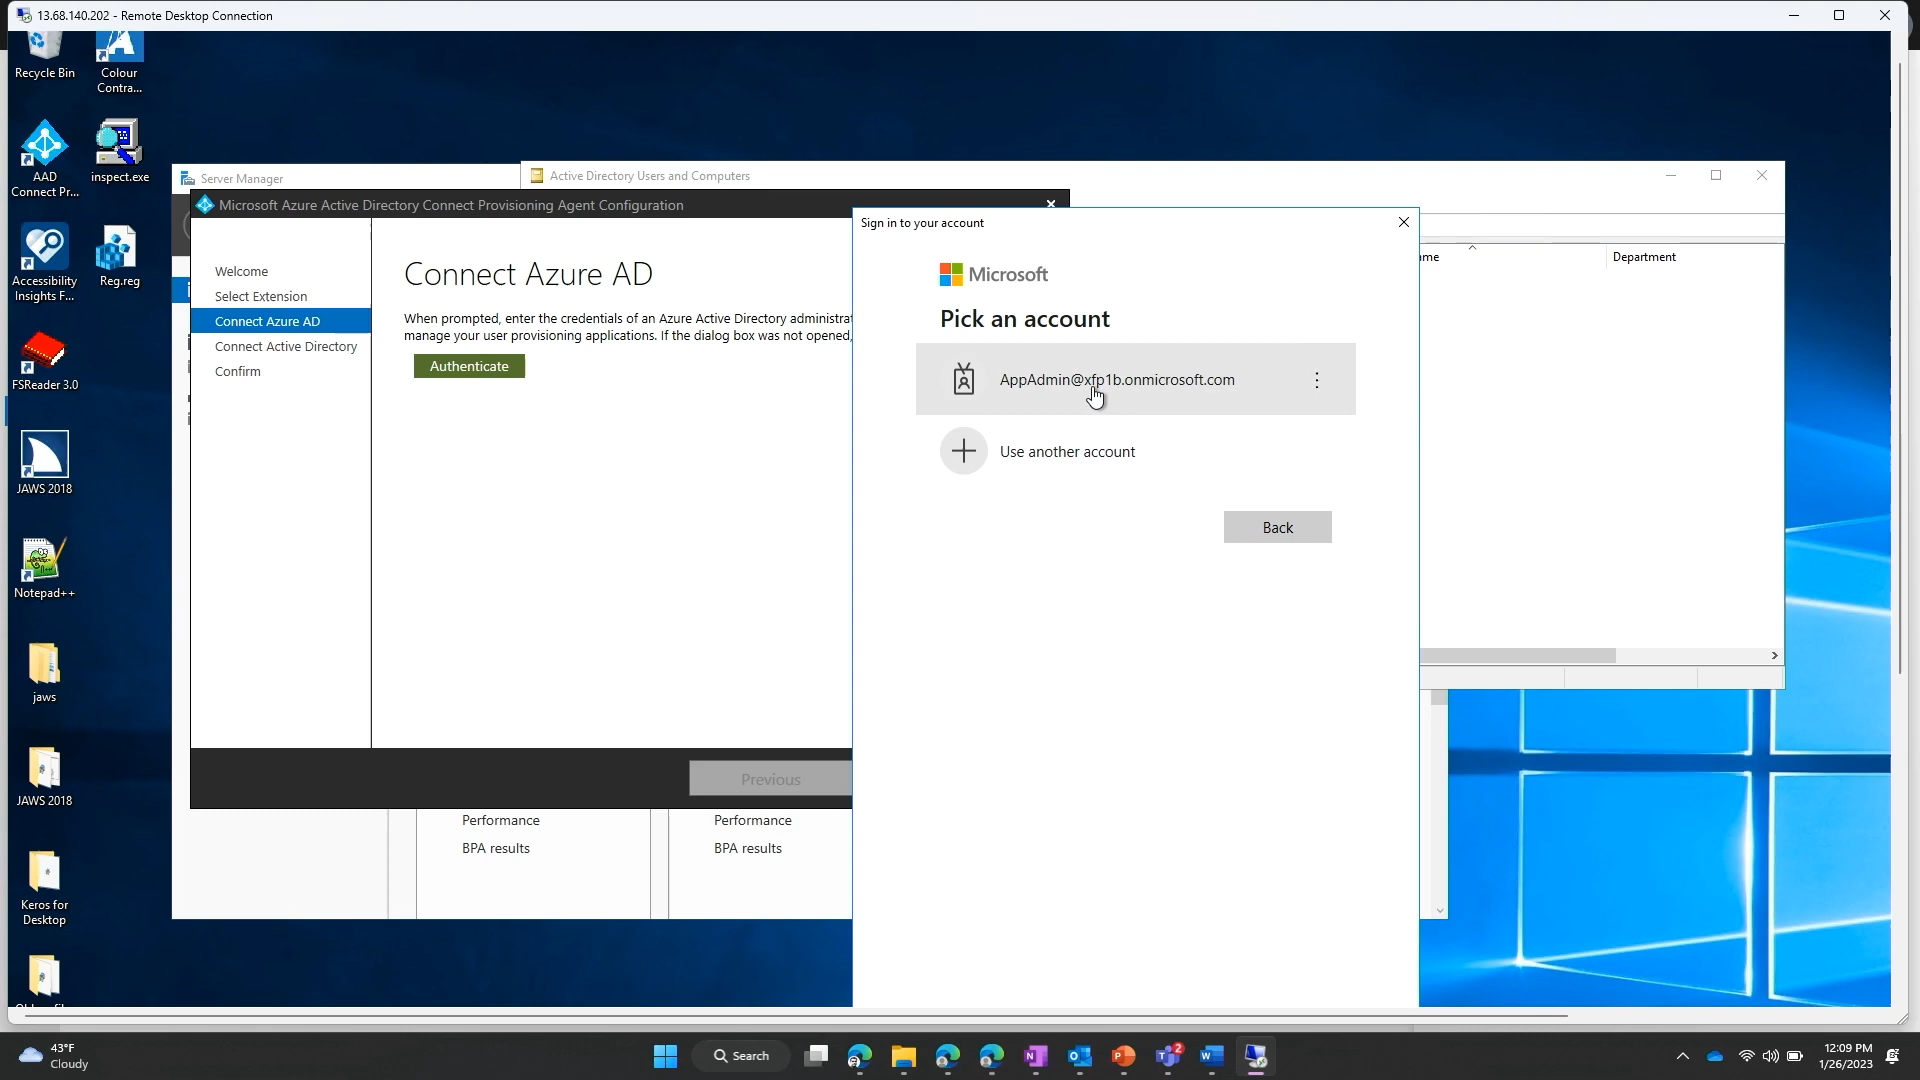 13.68.140.202 - Remote Desktop Connection
Recycle Bin
Colour
Contra...
AAD
Connect Pr...
inspect.exe
Accessibility
Insights F...
Reg.reg
FSReader 3.0
JAWS 2018
Notepad++
jaws
JAWS 2018
Keros for
Desktop
Server Manager
Active Directory Users and Computers
Department
Microsoft Azure Active Directory Connect Provisioning Agent Configuration
Welcome
Select Extension
Connect Azure AD
Connect Active Directory
Confirm
Connect Azure AD
When prompted, enter the credentials of an Azure Active Directory administrat
manage your user provisioning applications. If the dialog box was not opened,
Authenticate
Previous
Performance
BPA results
Performance
BPA results
Sign in to your account
Microsoft
Pick an account
AppAdmin@xfp1b.onmicrosoft.com
Use another account
Back
43°F
Cloudy
Search
2
12:09 PM
1/26/2023